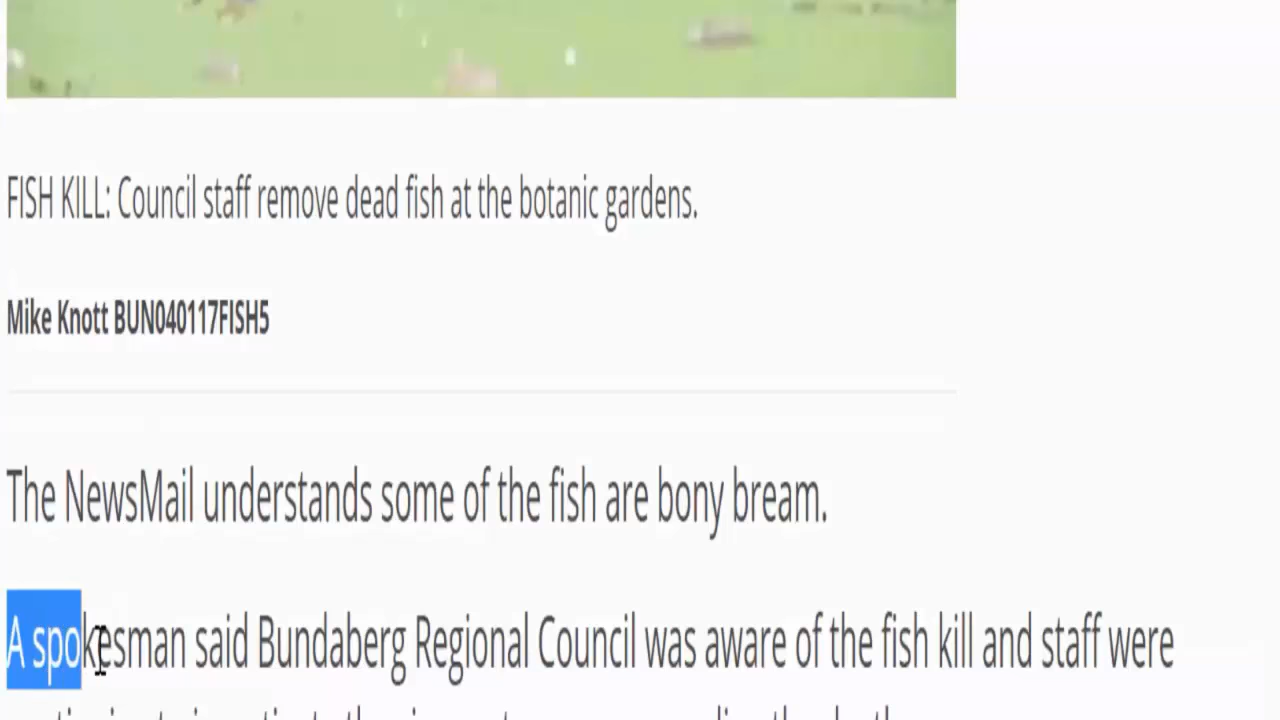 FISH KILL: Council staff remove dead fish at the botanic gardens.
Mike Knott BUN040117FISH5
The NewsMail understands some of the fish are bony bream.
A spokesman said Bundaberg Regional Council was aware of the fish kill and staff were